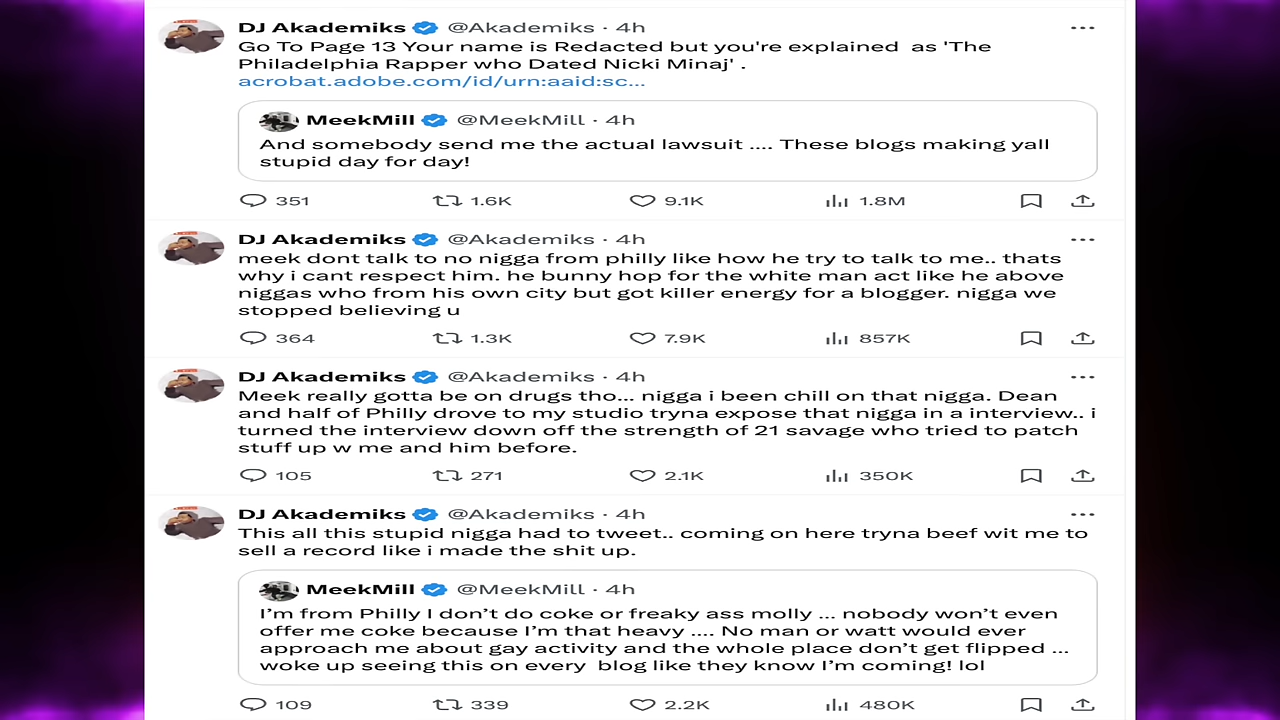 DJ Akademiks @Akademiks · 4h
Go To Page 13 Your name is Redacted but you're explained as 'The
Philadelphia Rapper who Dated Nicki Minaj' .
acrobat.adobe.com/id/urn:aaid:sc...
MeekMill @MeekMill · 4h
And somebody send me the actual lawsuit .... These blogs making yall
stupid day for day!
351 1.6K 9.1K 1.8M
DJ Akademiks @Akademiks · 4h
meek dont talk to no nigga from philly like how he try to talk to me.. thats
why i cant respect him. he bunny hop for the white man act like he above
niggas who from his own city but got killer energy for a blogger. nigga we
stopped believing u
364 1.3K 7.9K 857K
DJ Akademiks @Akademiks · 4h
Meek really gotta be on drugs tho... nigga i been chill on that nigga. Dean
and half of Philly drove to my studio tryna expose that nigga in a interview.. i
turned the interview down off the strength of 21 savage who tried to patch
stuff up w me and him before.
105 271 2.1K 350K
DJ Akademiks @Akademiks · 4h
This all this stupid nigga had to tweet.. coming on here tryna beef wit me to
sell a record like i made the shit up.
MeekMill @MeekMill · 4h
I'm from Philly I don't do coke or freaky ass molly ... nobody won't even
offer me coke because I'm that heavy .... No man or watt would ever
approach me about gay activity and the whole place don't get flipped ...
woke up seeing this on every blog like they know I'm coming! lol
109 339 2.2K 480K